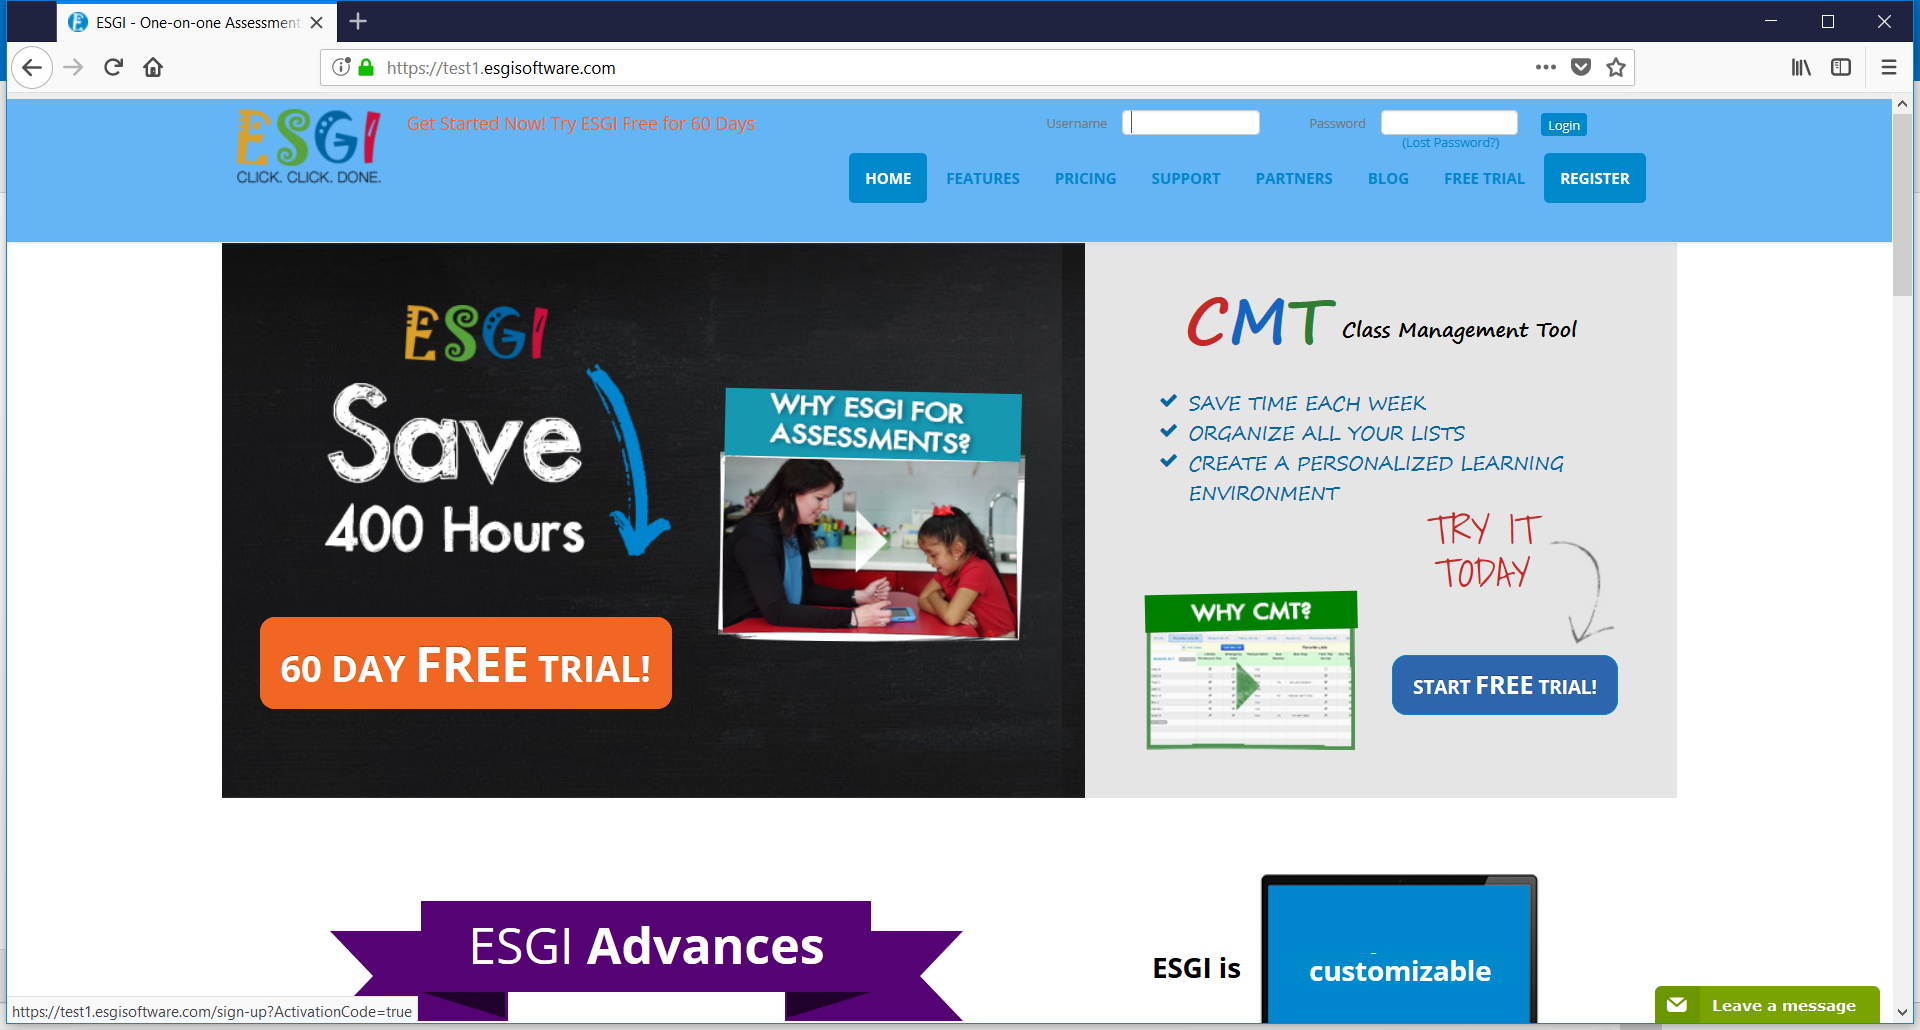 ESGI - One-on-one Assessment
https://test1.esgisoftware.com
ESGI
CLICK. CLICK. DONE.
Get Started Now! Try ESGI Free for 60 Days
Username
Password
Login
(Lost Password?)
HOME
FEATURES
PRICING
SUPPORT
PARTNERS
BLOG
FREE TRIAL
REGISTER
ESGI
Save
400 Hours
60 DAY FREE TRIAL!
WHY ESGI FOR
ASSESSMENTS?
CMT Class Management Tool
SAVE TIME EACH WEEK
ORGANIZE ALL YOUR LISTS
CREATE A PERSONALIZED LEARNING
ENVIRONMENT
TRY IT
TODAY
WHY CMT?
START FREE TRIAL!
ESGI Advances
ESGI is
customizable
https://test1.esgisoftware.com/sign-up?ActivationCode=true
Leave a message